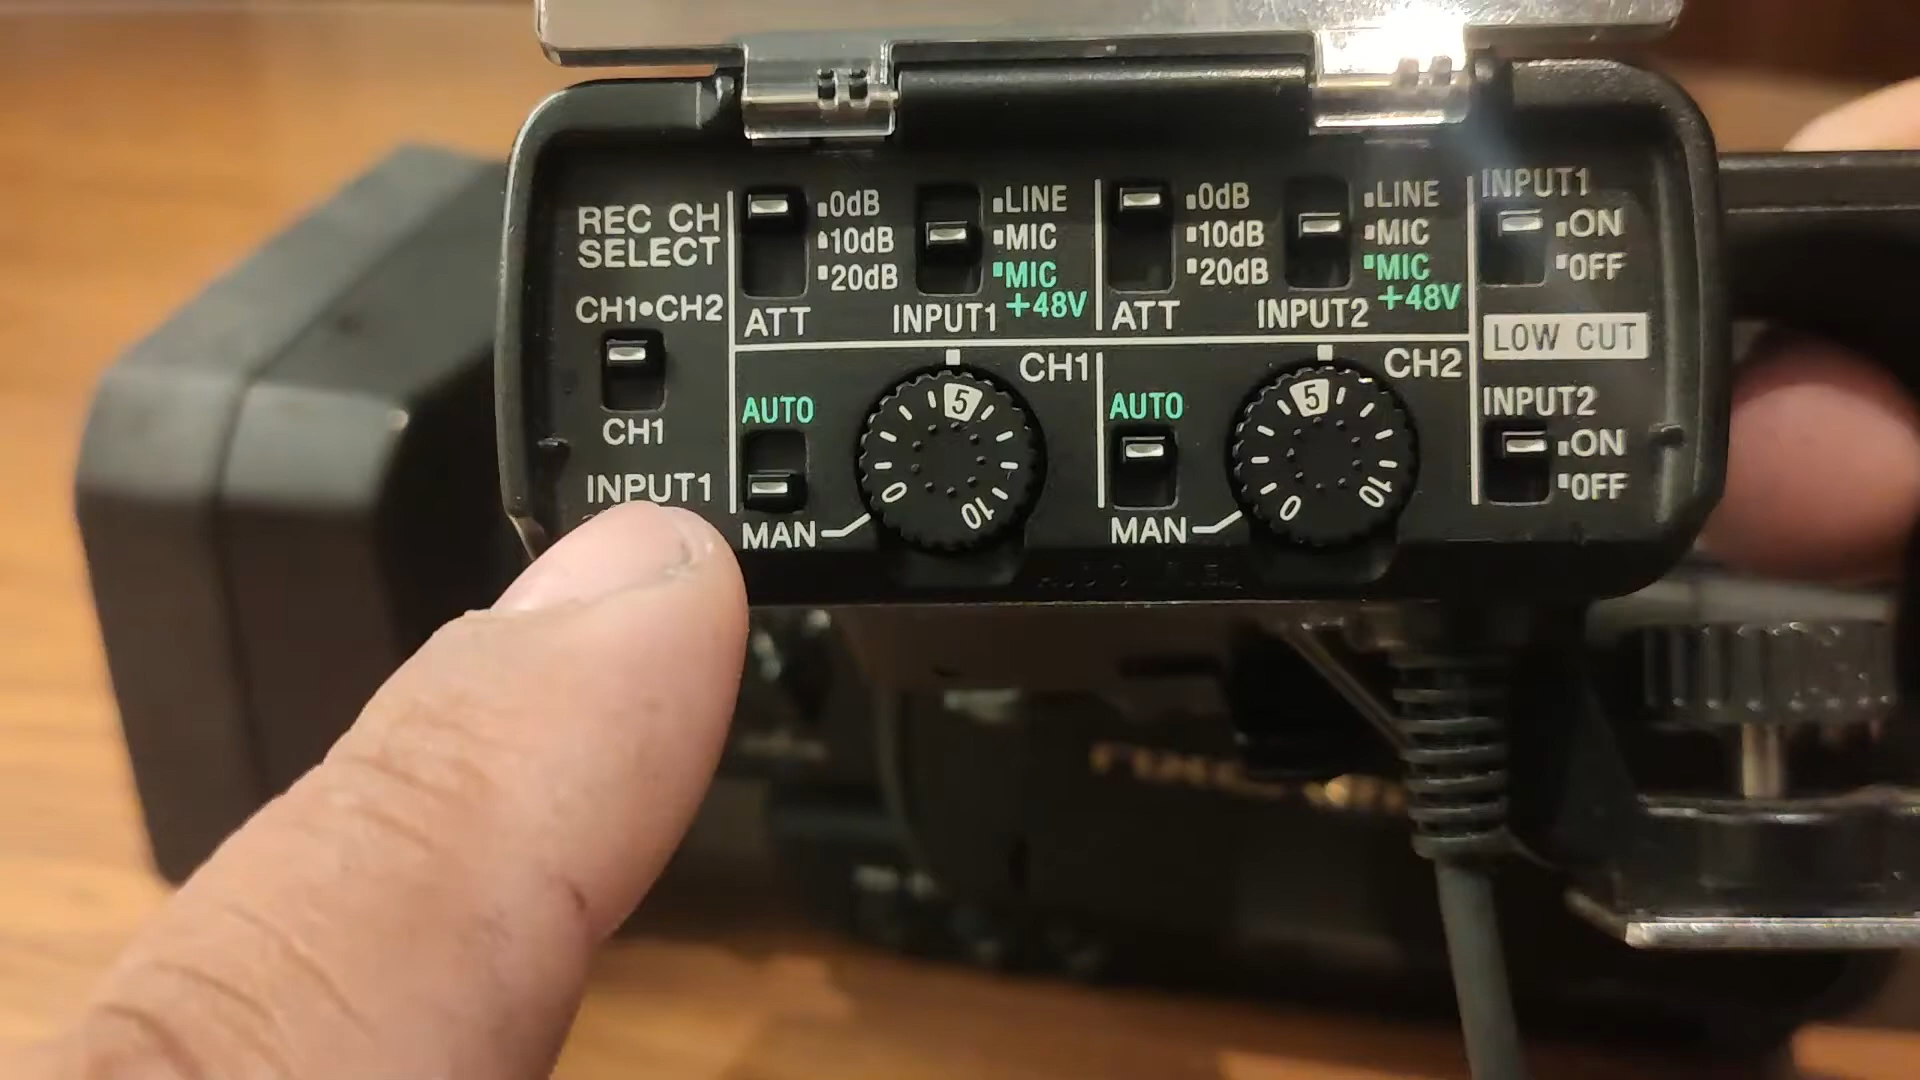 REC CH
SELECT
CH1•CH2
CH1
INPUT1
0dB
10dB
20dB
ATT
LINE
MIC
MIC
+48V
INPUT1
0dB
10dB
20dB
ATT
LINE
MIC
MIC
+48V
INPUT2
INPUT1
ON
OFF
LOW CUT
INPUT2
ON
OFF
AUTO
MAN
CH1
5
0
10
AUTO
MAN
CH2
5
0
10